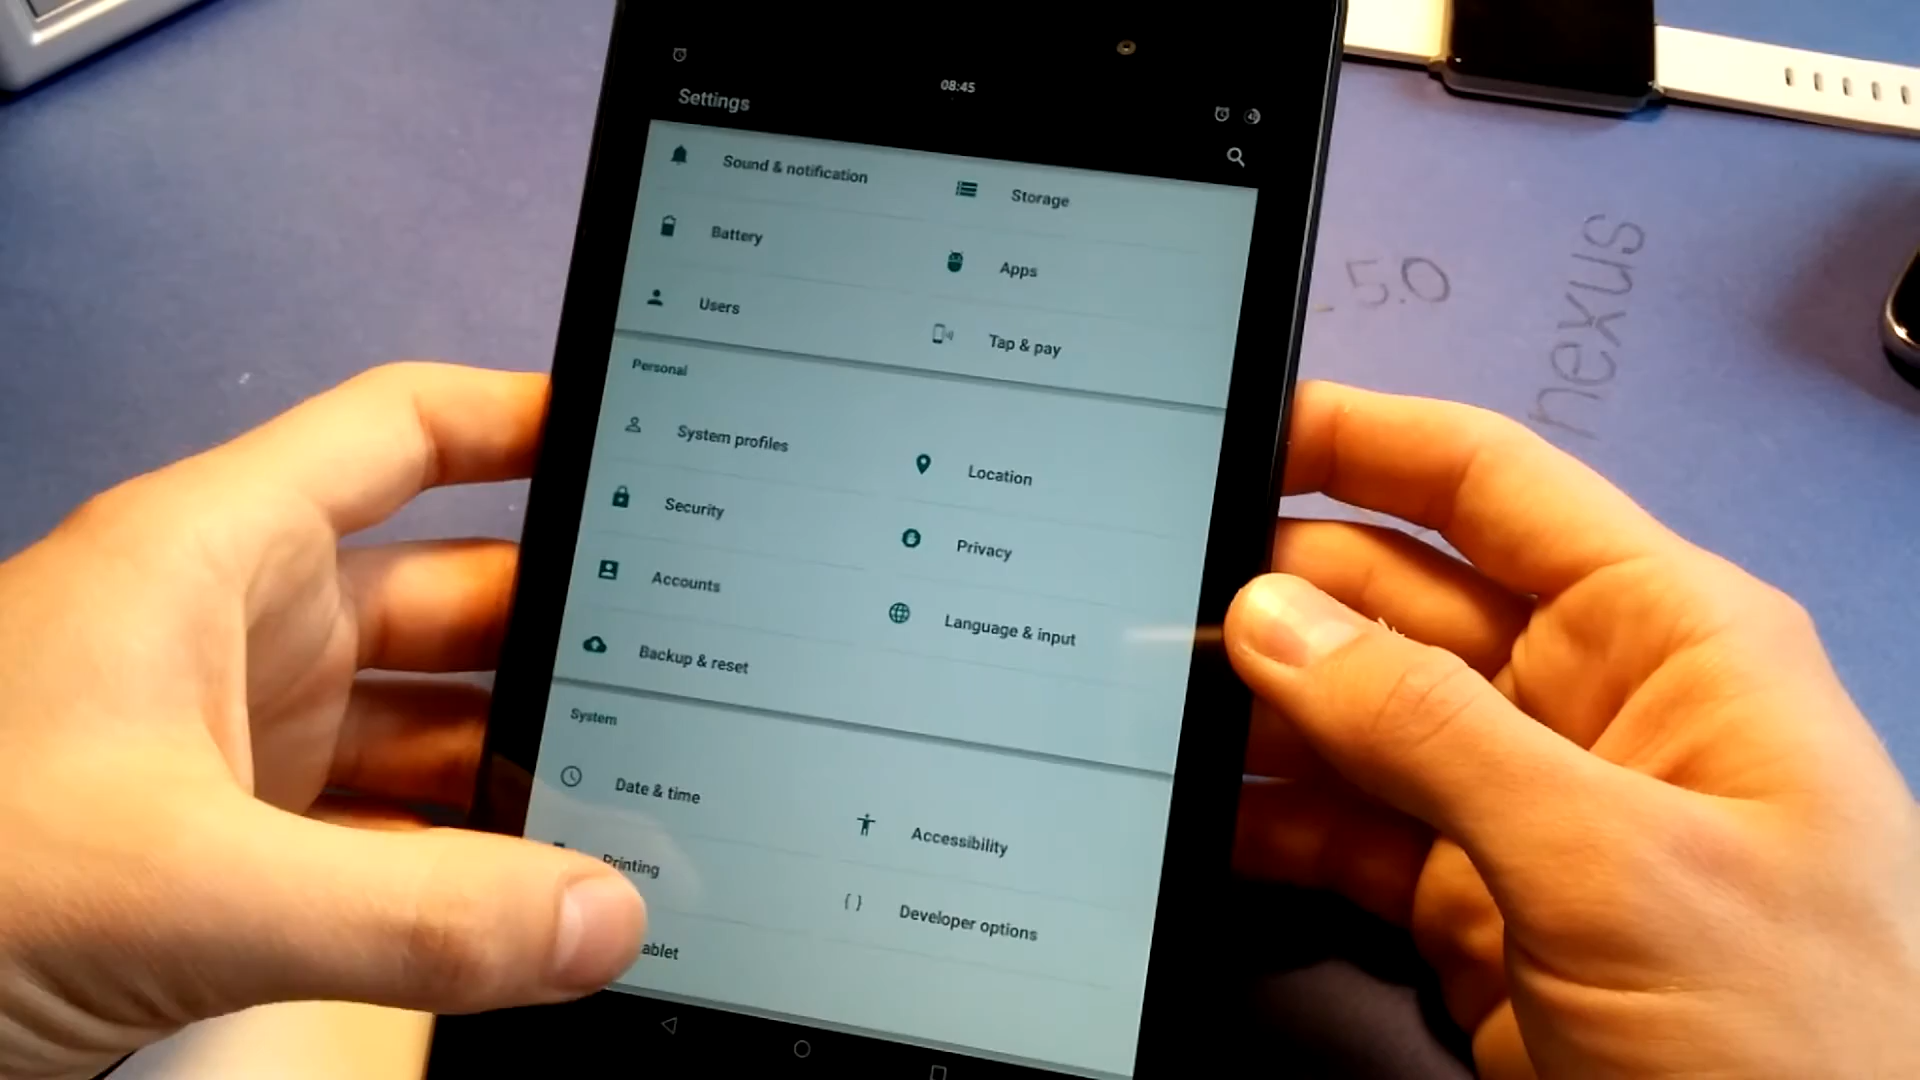 08:45
Settings
Sound & notification
Storage
Battery
Apps
Users
Tap & pay
Personal
System profiles
Location
Security
Privacy
Accounts
Language & input
Backup & reset
System
Date & time
Accessibility
Printing
Developer options
ablet
5.0
nexus